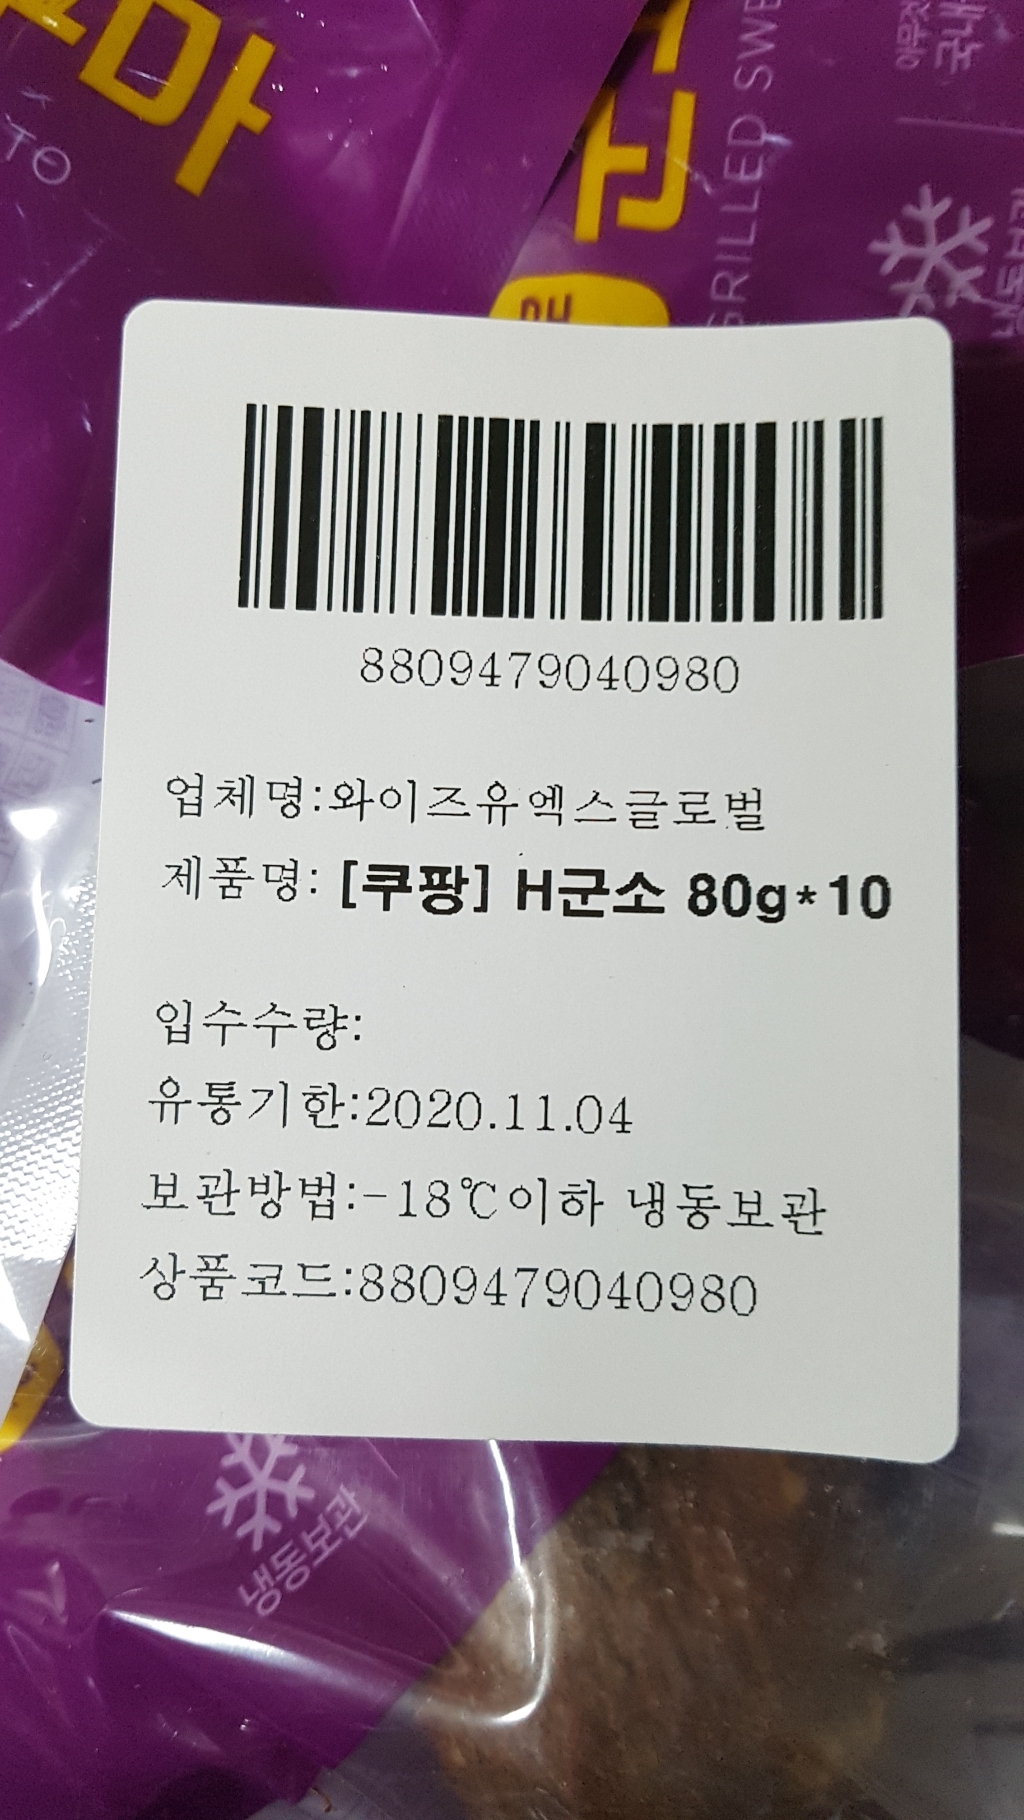 GRILLED
8809479040980
업체명:와이즈유엑스글로벌
제품명: [쿠팡] H군소 80g*10
입수수량:
유통기한:2020.11.04
보관방법:-18℃이하 냉동보관
상품코드:8809479040980
냉동보관